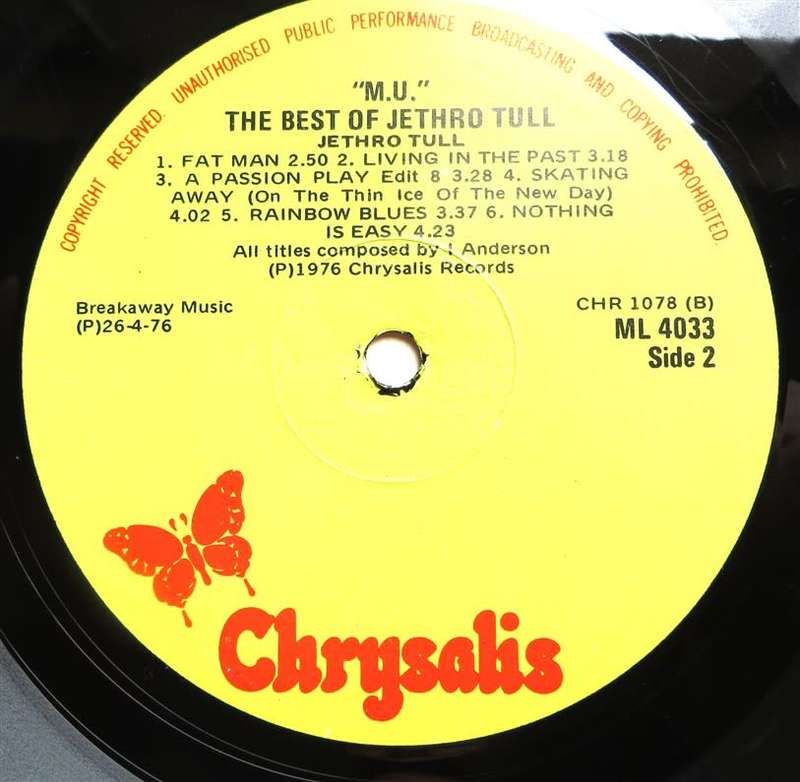 COPYRIGHT RESERVED. UNAUTHORISED PUBLIC PERFORMANCE BROADCASTING AND COPYING PROHIBITED.
"M.U."
THE BEST OF JETHRO TULL
JETHRO TULL
1. FAT MAN 2.50 2. LIVING IN THE PAST 3.18
3. A PASSION PLAY Edit 8 3.28 4. SKATING
AWAY (On The Thin Ice Of The New Day)
4.02 5. RAINBOW BLUES 3.37 6. NOTHING
IS EASY 4.23
All titles composed by I Anderson
(P)1976 Chrysalis Records
Breakaway Music
(P)26-4-76
CHR 1078 (B)
ML 4033
Side 2
Chrysalis